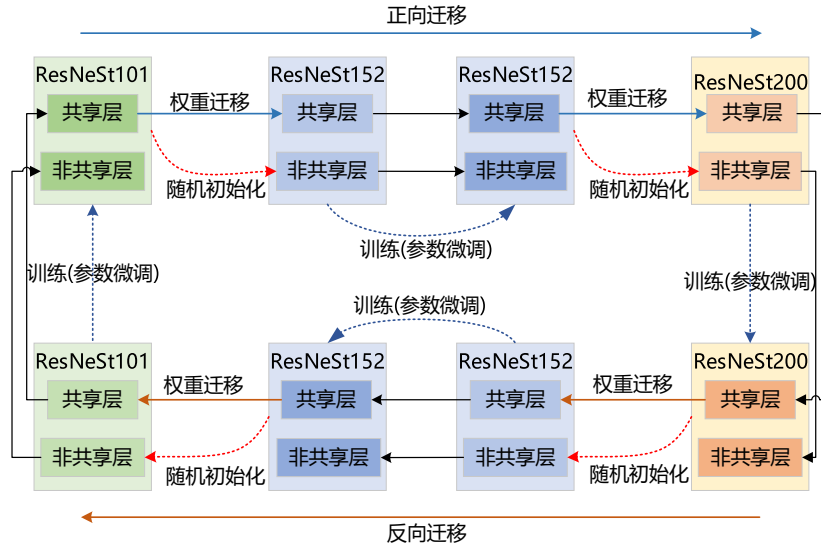 正向迁移
ResNeSt101
ResNeSt152
ResNeSt152
ResNeSt200
共享层
权重迁移
共享层
共享层
权重迁移
共享层
非共享层
随机初始化
非共享层
非共享层
随机初始化
非共享层
训练(参数微调)
训练(参数微调)
训练(参数微调)
训练(参数微调)
ResNeSt101
ResNeSt152
ResNeSt152
ResNeSt200
共享层
权重迁移
共享层
共享层
权重迁移
共享层
非共享层
随机初始化
非共享层
非共享层
随机初始化
非共享层
反向迁移